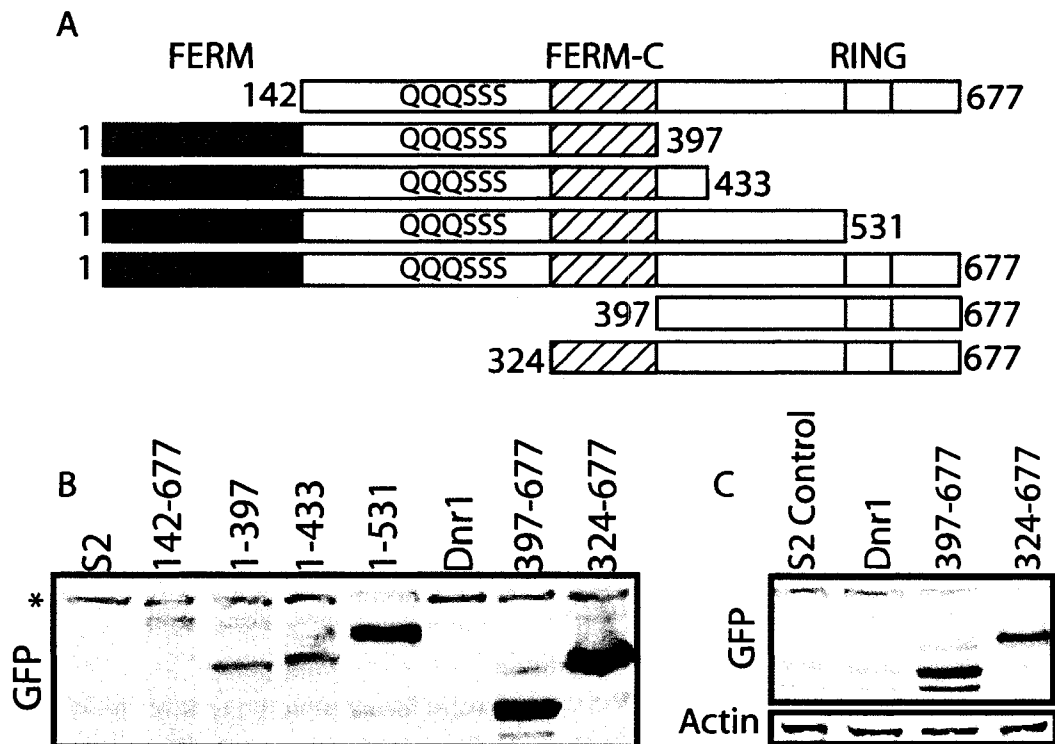 A
FERM FERM-C RING
142 QQQSSS 677
1 QQQSSS 397
1 QQQSSS 433
1 QQQSSS 531
1 QQQSSS 677
397 677
324 677
B
S2 142-677 1-397 1-433 1-531 Dnr1 397-677 324-677
*
GFP
C
S2 Control Dnr1 397-677 324-677
GFP
Actin